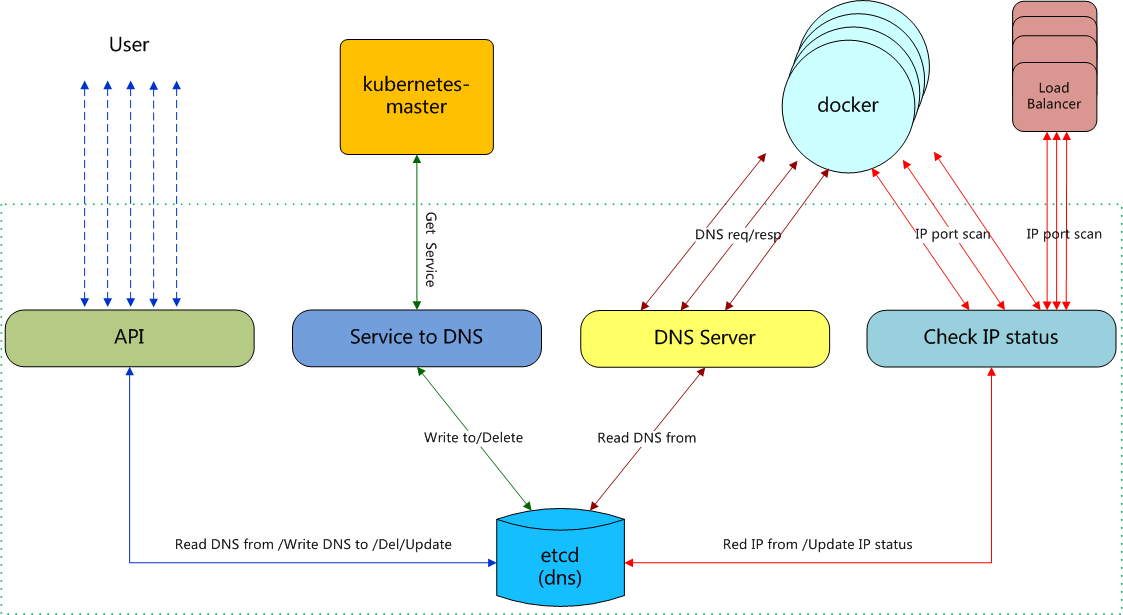 User
kubernetes-
master
docker
Load
Balancer
Get Service
DNS req/resp
IP port scan
IP port scan
API
Service to DNS
DNS Server
Check IP status
Write to/Delete
Read DNS from
Read DNS from /Write DNS to /Del/Update
Red IP from /Update IP status
etcd
(dns)